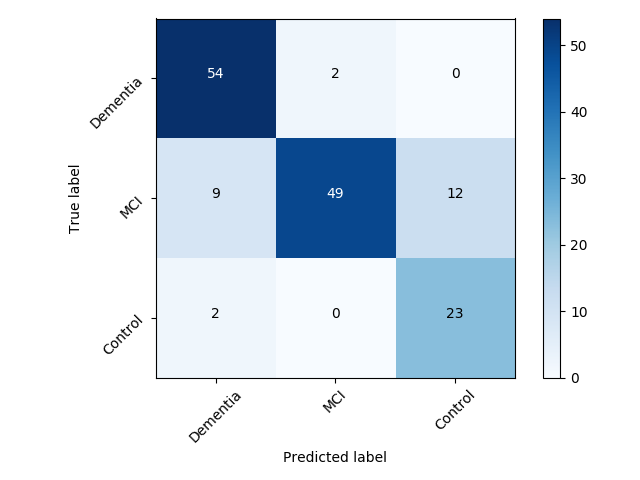 54 2 0
9 49 12
2 0 23
Dementia
MCI
Control
True label
Dementia MCI Control
Predicted label
50
40
30
20
10
0